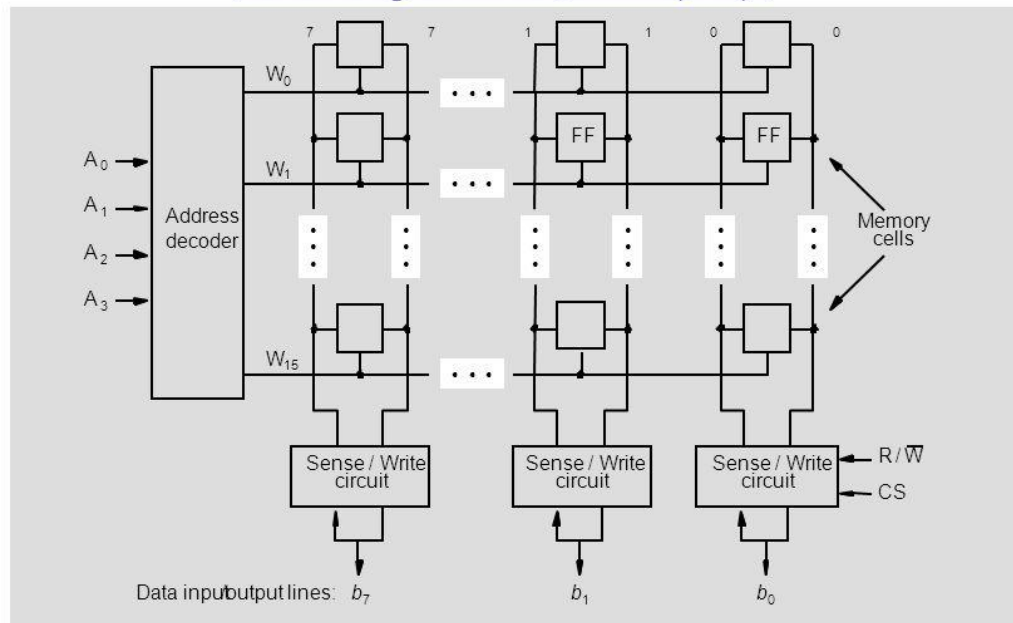 7 7 1 1 0 0
W0
• • •
FF FF
A0
W1
• • •
A1
Address
decoder
Memory
cells
A2
A3
W15
• • •
Sense / Write
circuit
Sense / Write
circuit
Sense / Write
circuit
R / W̅
CS
Data input/output lines: b7 b1 b0